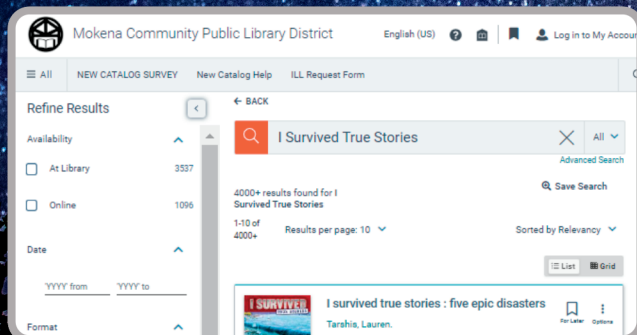 Mokena Community Public Library District
English (US)
Log in to My Accour
All
NEW CATALOG SURVEY
New Catalog Help
ILL Request Form
Refine Results
Availability
At Library 3537
Online 1096
Date
'YYYY' from
'YYYY' to
Format
BACK
I Survived True Stories
All
Advanced Search
4000+ results found for I
Survived True Stories
Save Search
1-10 of
4000+
Results per page: 10
Sorted by Relevancy
List
Grid
I SURVIVED
TRUE STORIES
I survived true stories : five epic disasters
Tarshis, Lauren.
For Later
Options